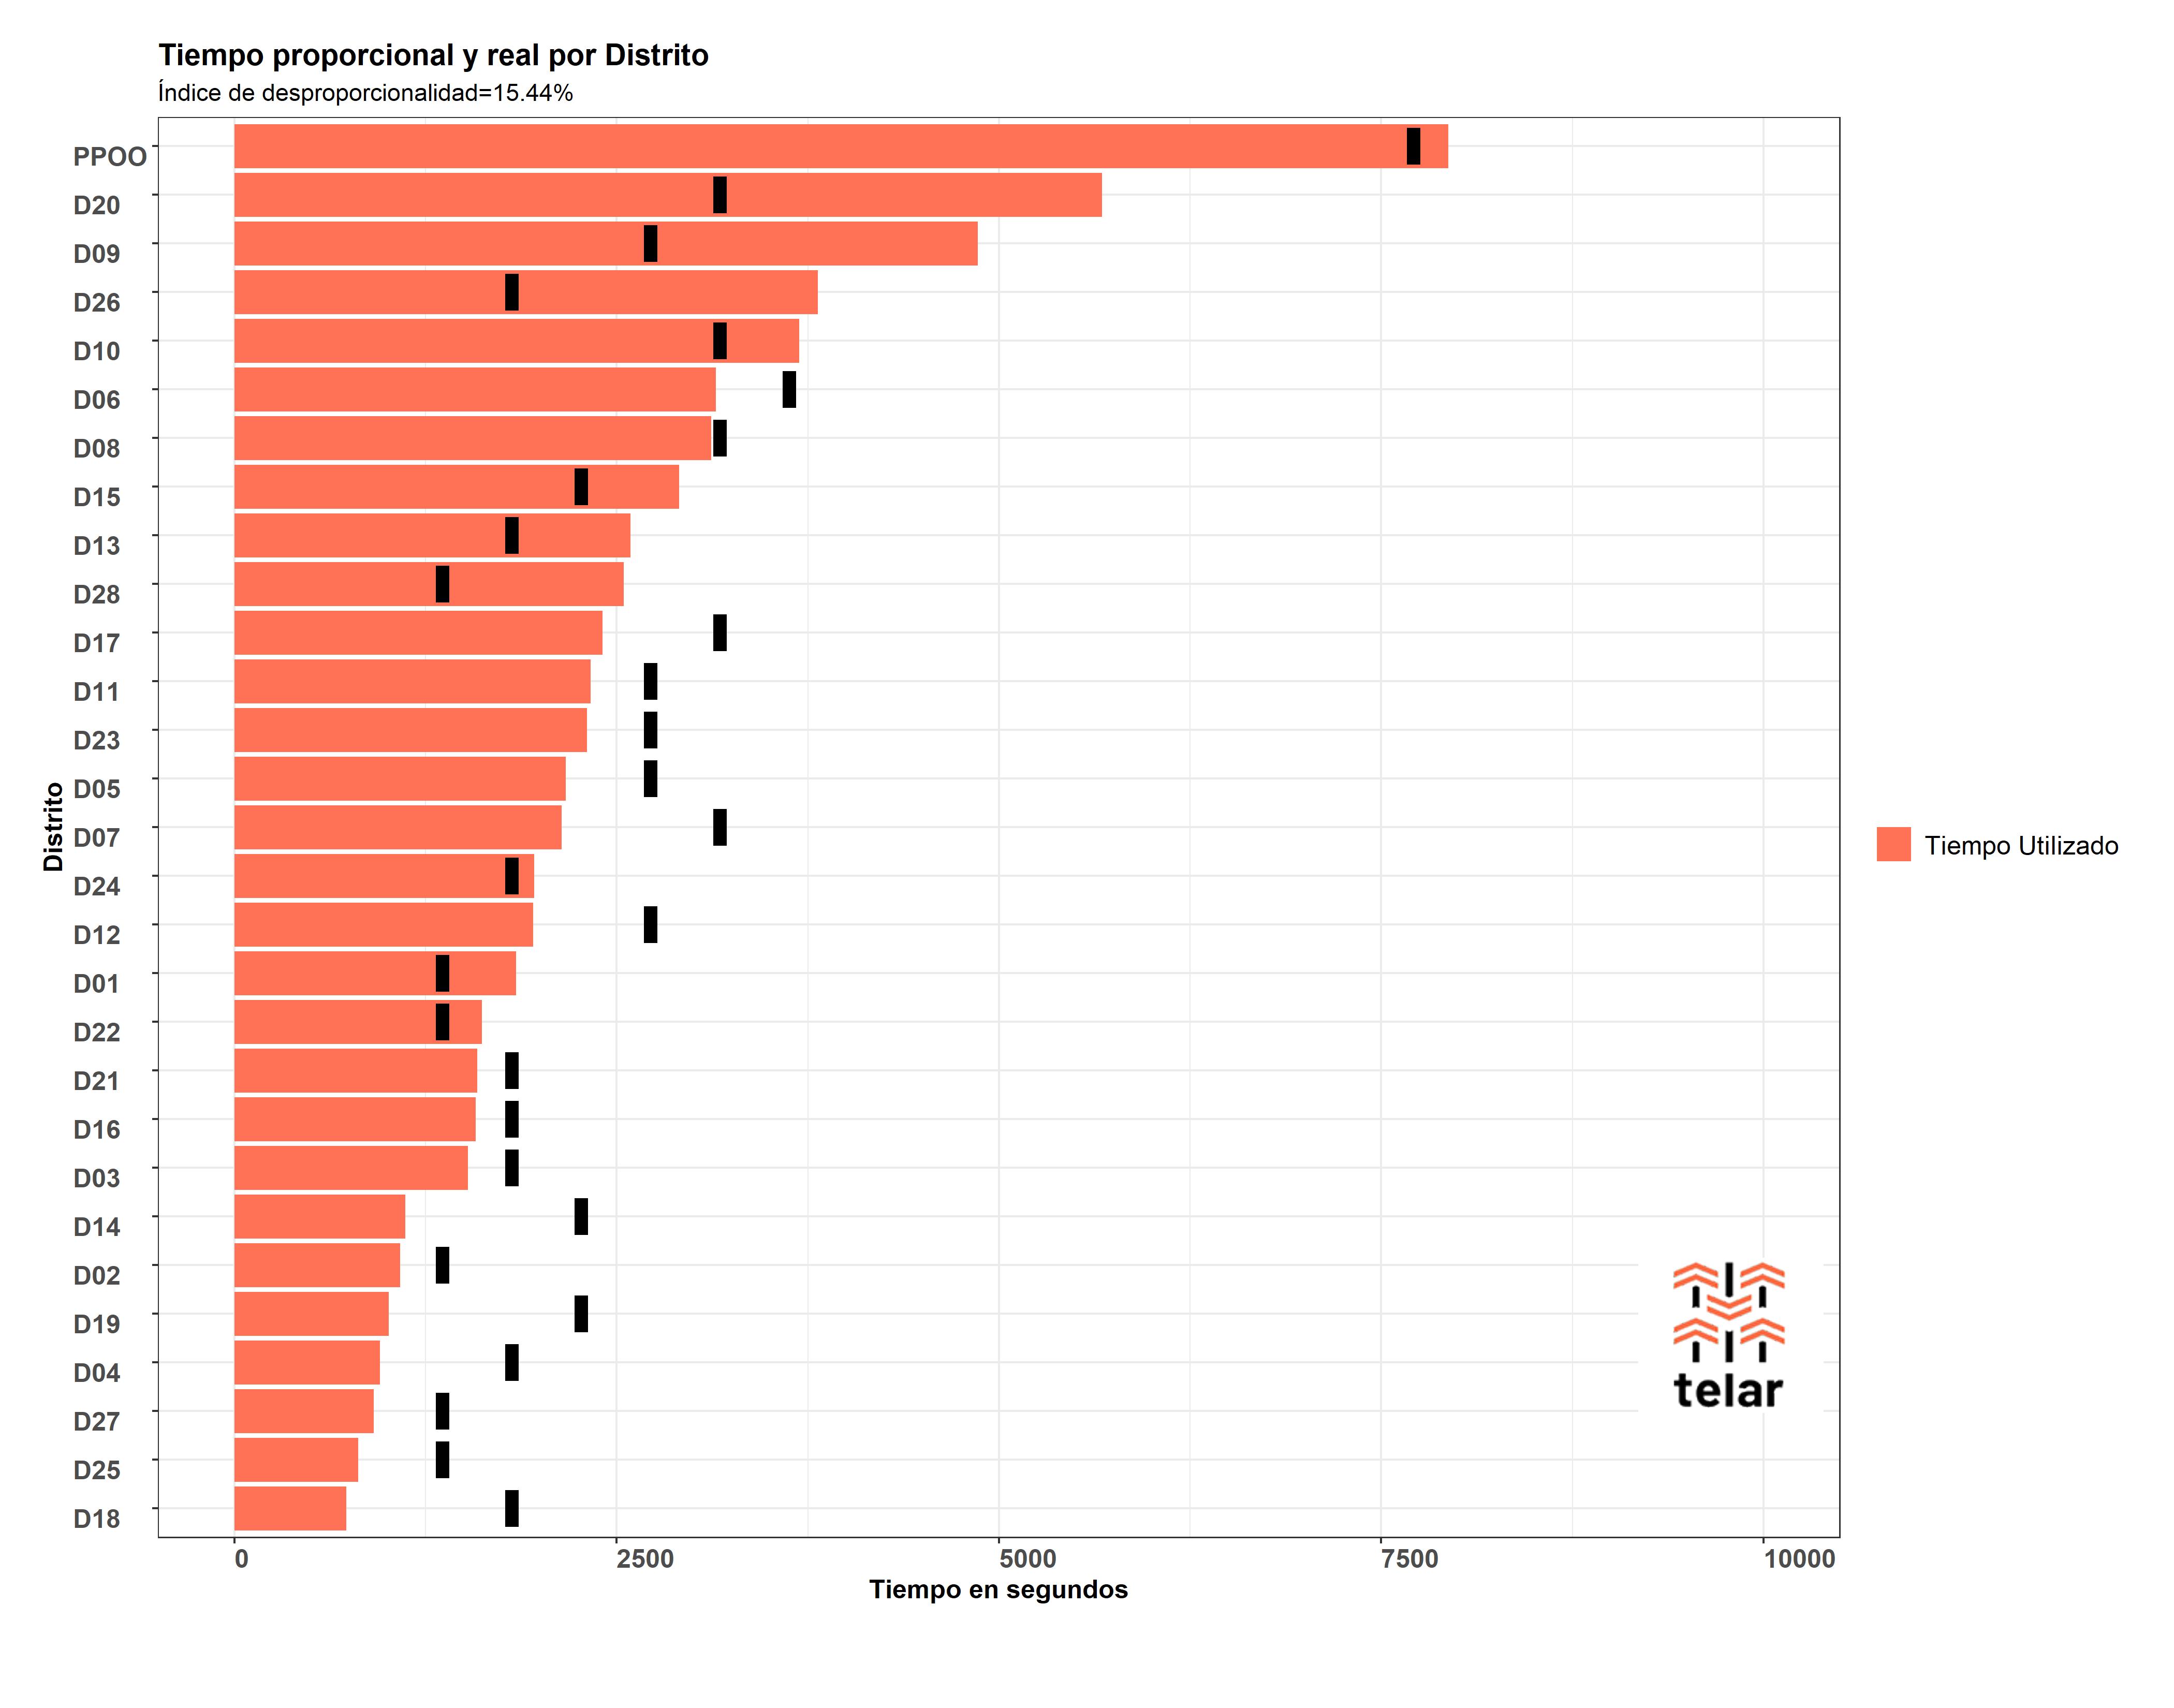 Tiempo proporcional y real por Distrito
Índice de desproporcionalidad=15.44%
PPOO
D20
D09
D26
D10
D06
D08
D15
D13
D28
D17
D11
D23
D05
D07
D24
D12
D01
D22
D21
D16
D03
D14
D02
D19
D04
D27
D25
D18
Distrito
0 2500 5000 7500 10000
Tiempo en segundos
Tiempo Utilizado
telar